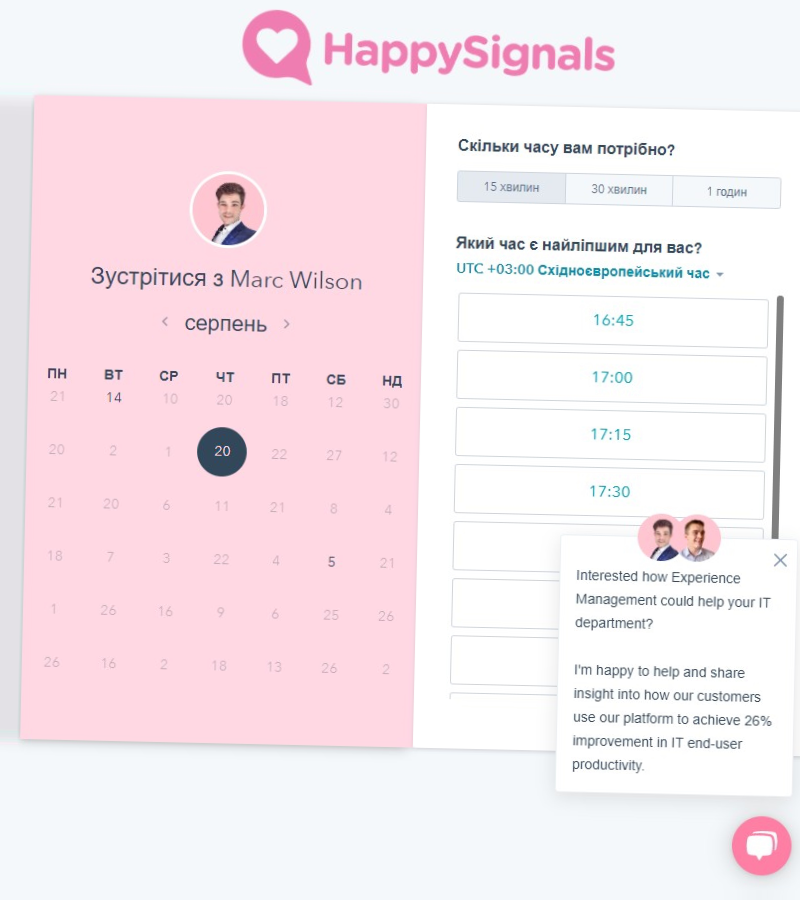 HappySignals
Зустрітися з Marc Wilson
серпень
ПН ВТ СР ЧТ ПТ СБ НД
21 14 10 20 18 12 30
20 2 1 20 22 27 12
21 20 6 11 21 8 4
18 7 3 22 4 5 21
1 26 16 9 6 25 26
26 16 2 18 13 26 2
Скільки часу вам потрібно?
15 хвилин 30 хвилин 1 годин
Який час є найліпшим для вас?
UTC +03:00 Східноєвропейський час
16:45
17:00
17:15
17:30
Interested how Experience
Management could help your IT
department?
I'm happy to help and share
insight into how our customers
use our platform to achieve 26%
improvement in IT end-user
productivity.